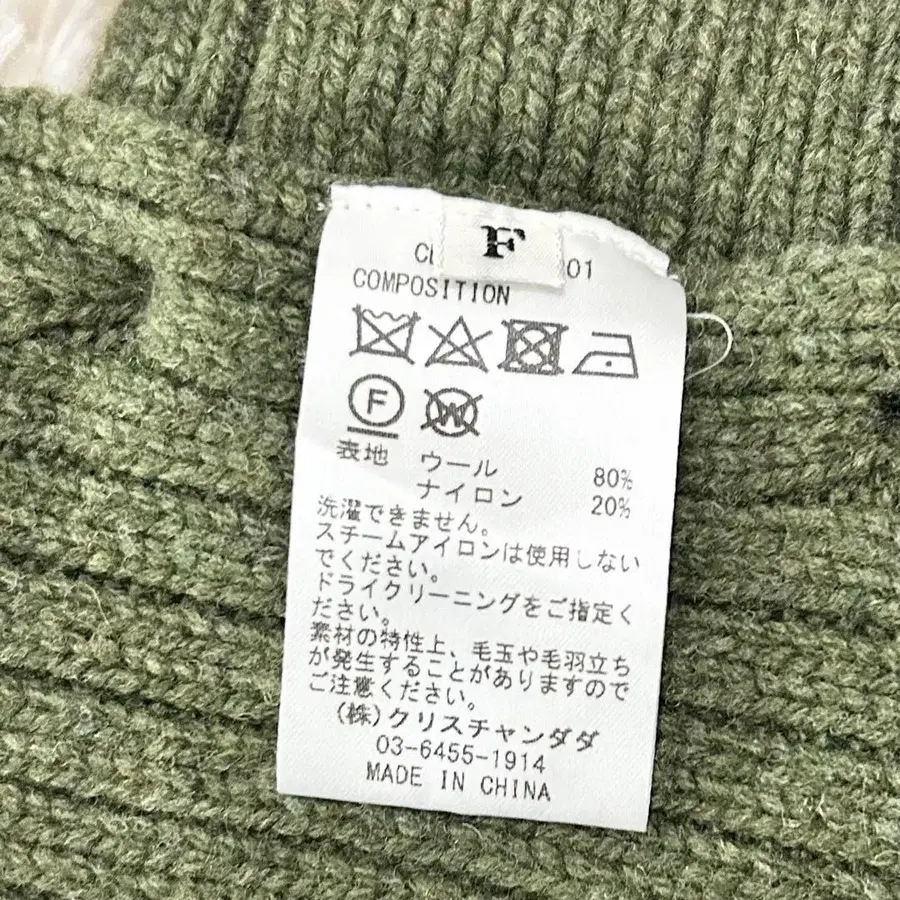 F
01
COMPOSITION
F
W
表地 ウール 80%
ナイロン 20%
洗濯できません。
スチームアイロンは使用しない
でください。
ドライクリーニングをご指定く
ださい。
素材の特性上、毛玉や毛羽立ち
が発生することがありますので
ご注意ください。
(株)クリスチャンダダ
03-6455-1914
MADE IN CHINA